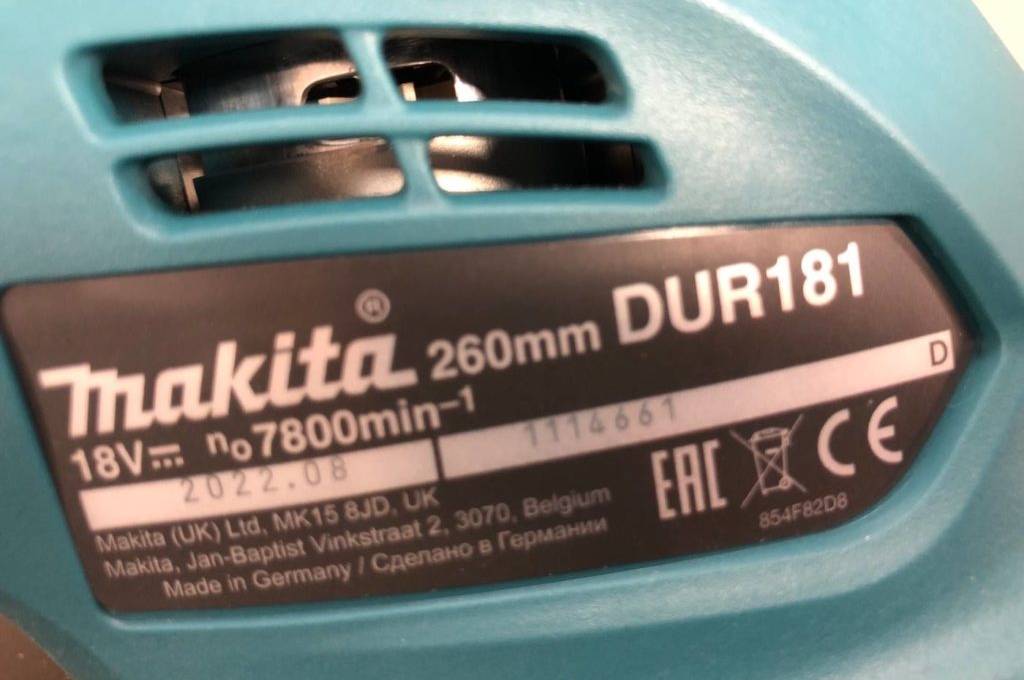 makita® 260mm DUR181
18V⎓ n₀7800min⁻¹
2022.08 1114661 D
Makita (UK) Ltd, MK15 8JD, UK
Makita, Jan-Baptist Vinkstraat 2, 3070, Belgium
Made in Germany / Сделано в Германии
EAC CE
854F82D8